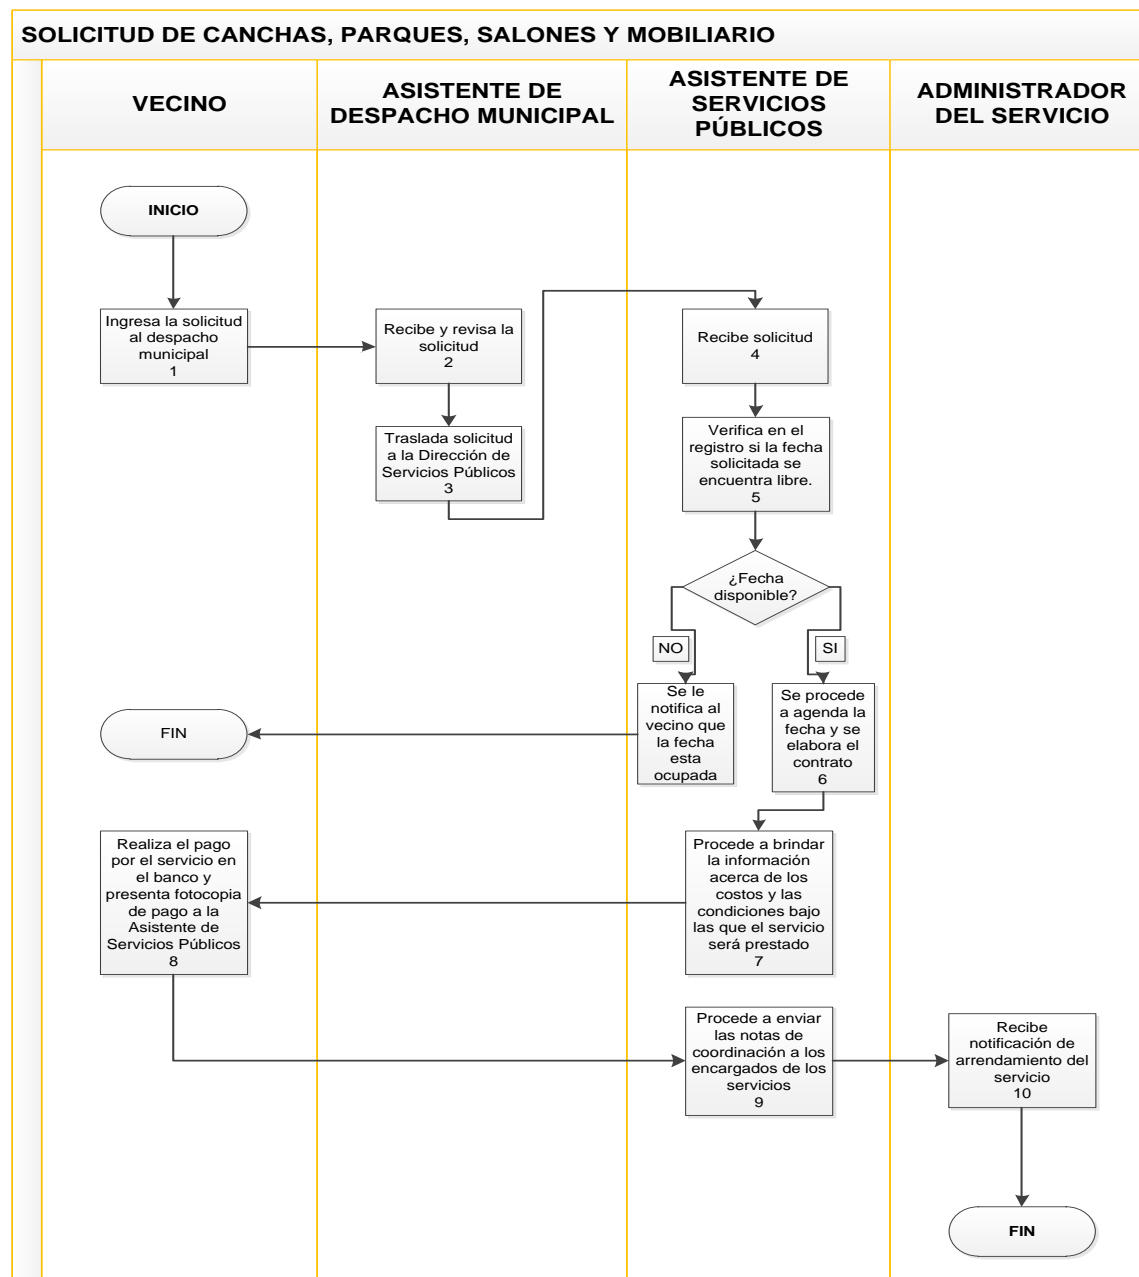 SOLICITUD DE CANCHAS, PARQUES, SALONES Y MOBILIARIO
VECINO
ASISTENTE DE
DESPACHO MUNICIPAL
ASISTENTE DE
SERVICIOS
PÚBLICOS
ADMINISTRADOR
DEL SERVICIO
INICIO
Ingresa la solicitud
al despacho
municipal
1
Recibe y revisa la
solicitud
2
Traslada solicitud
a la Dirección de
Servicios Públicos
3
Recibe solicitud
4
Verifica en el
registro si la fecha
solicitada se
encuentra libre.
5
¿Fecha
disponible?
NO
SI
Se le
notifica al
vecino que
la fecha
esta
ocupada
FIN
Se procede
a agenda la
fecha y se
elabora el
contrato
6
Procede a brindar
la información
acerca de los
costos y las
condiciones bajo
las que el servicio
será prestado
7
Realiza el pago
por el servicio en
el banco y
presenta fotocopia
de pago a la
Asistente de
Servicios Públicos
8
Procede a enviar
las notas de
coordinación a los
encargados de los
servicios
9
Recibe
notificación de
arrendamiento del
servicio
10
FIN